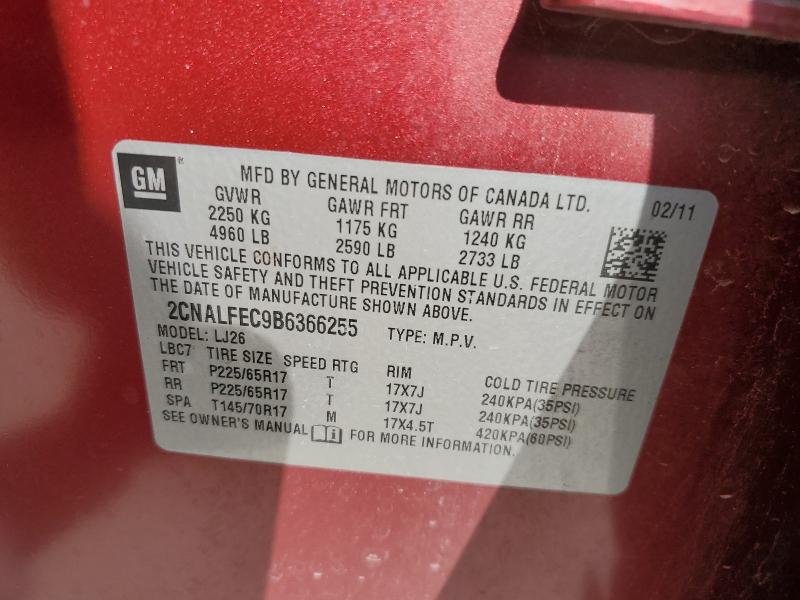 GM
MFD BY GENERAL MOTORS OF CANADA LTD. 02/11
GVWR GAWR FRT GAWR RR
2250 KG 1175 KG 1240 KG
4960 LB 2590 LB 2733 LB
THIS VEHICLE CONFORMS TO ALL APPLICABLE U.S. FEDERAL MOTOR
VEHICLE SAFETY AND THEFT PREVENTION STANDARDS IN EFFECT ON
THE DATE OF MANUFACTURE SHOWN ABOVE.
2CNALFEC9B6366255 TYPE: M.P.V.
MODEL: LJ26
LBC7 TIRE SIZE SPEED RTG RIM COLD TIRE PRESSURE
FRT P225/65R17 T 17X7J 240KPA(35PSI)
RR P225/65R17 T 17X7J 240KPA(35PSI)
SPA T145/70R17 M 17X4.5T 420KPA(60PSI)
SEE OWNER'S MANUAL FOR MORE INFORMATION.